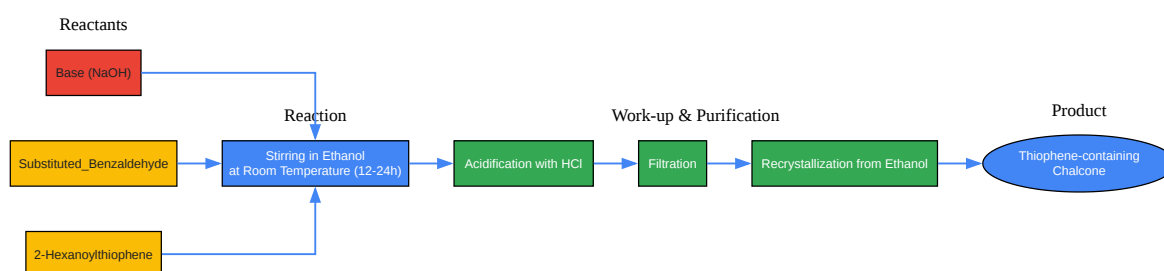 Reactants
Base (NaOH)
Reaction
Work-up & Purification
Product
Substituted_Benzaldehyde
Stirring in Ethanol
at Room Temperature (12-24h)
Acidification with HCl
Filtration
Recrystallization from Ethanol
Thiophene-containing
Chalcone
2-Hexanoylthiophene